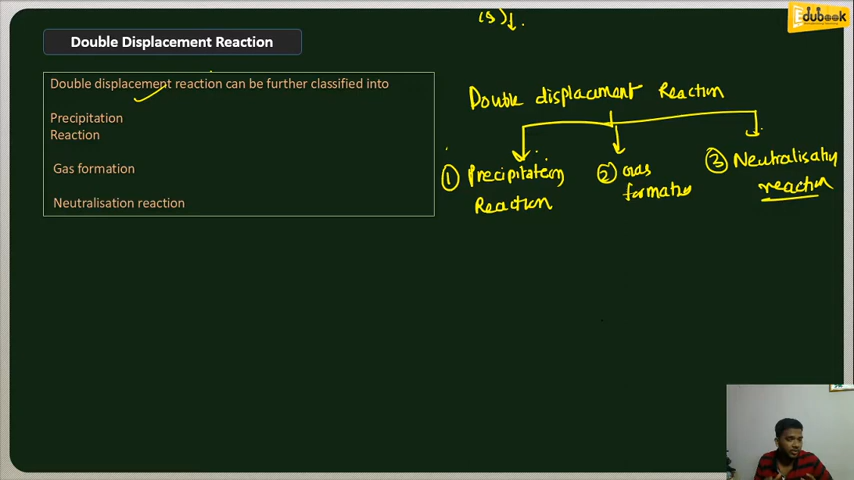 (s)↓.
Edubook
Double Displacement Reaction
Double displacement reaction can be further classified into
Precipitation
Reaction
Gas formation
Neutralisation reaction
Double displacement Reaction
① Precipitation
Reaction
② Gas
formation
③ Neutralisation
reaction